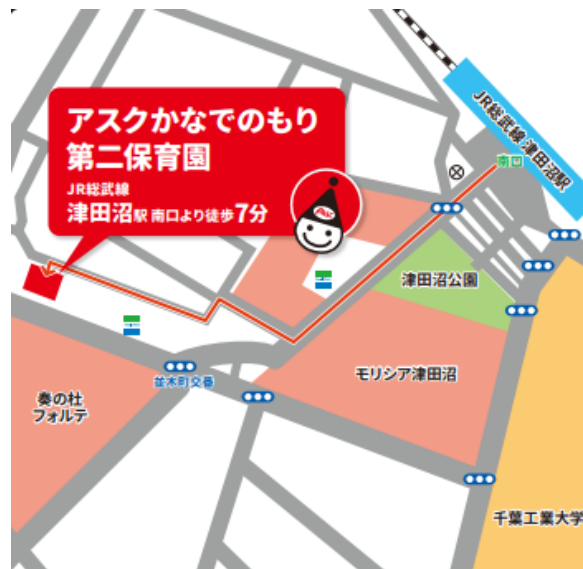 アスクかなでのもり
第二保育園
JR総武線
津田沼駅 南口より徒歩7分
JR総武線 津田沼駅
南口
津田沼公園
モリシア津田沼
並木町交番
奏の杜
フォルテ
千葉工業大学